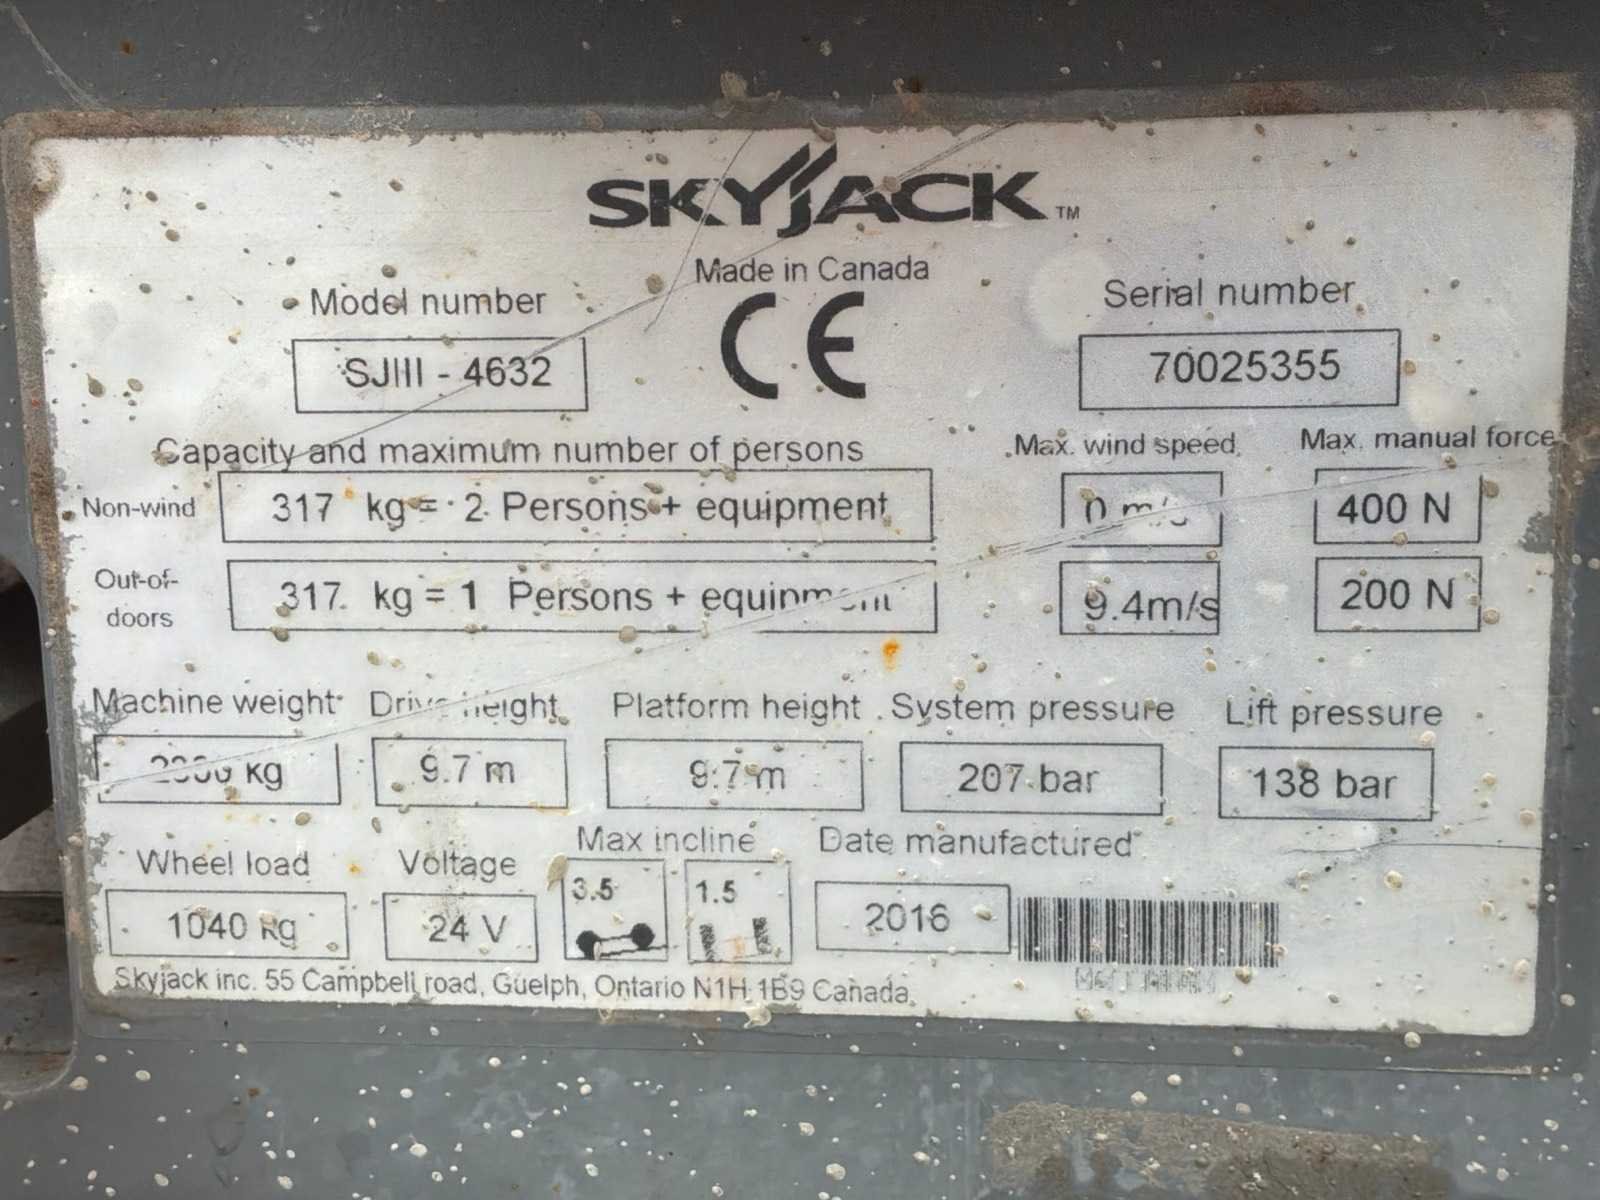 SKYJACK™
Made in Canada
Model number
SJIII - 4632
CE
Serial number
70025355
Capacity and maximum number of persons
Max. wind speed
Max. manual force
Non-wind
317 kg = 2 Persons + equipment
0 m/s
400 N
Out-of-
doors
317 kg = 1 Persons + equipment
9.4m/s
200 N
Machine weight
Drive height
Platform height
System pressure
Lift pressure
kg
9.7 m
9.7 m
207 bar
138 bar
Wheel load
Voltage
Max incline
Date manufactured
1040 kg
24 V
3.5
1.5
2016
Skyjack inc. 55 Campbell road, Guelph, Ontario N1H 1B9 Canada.